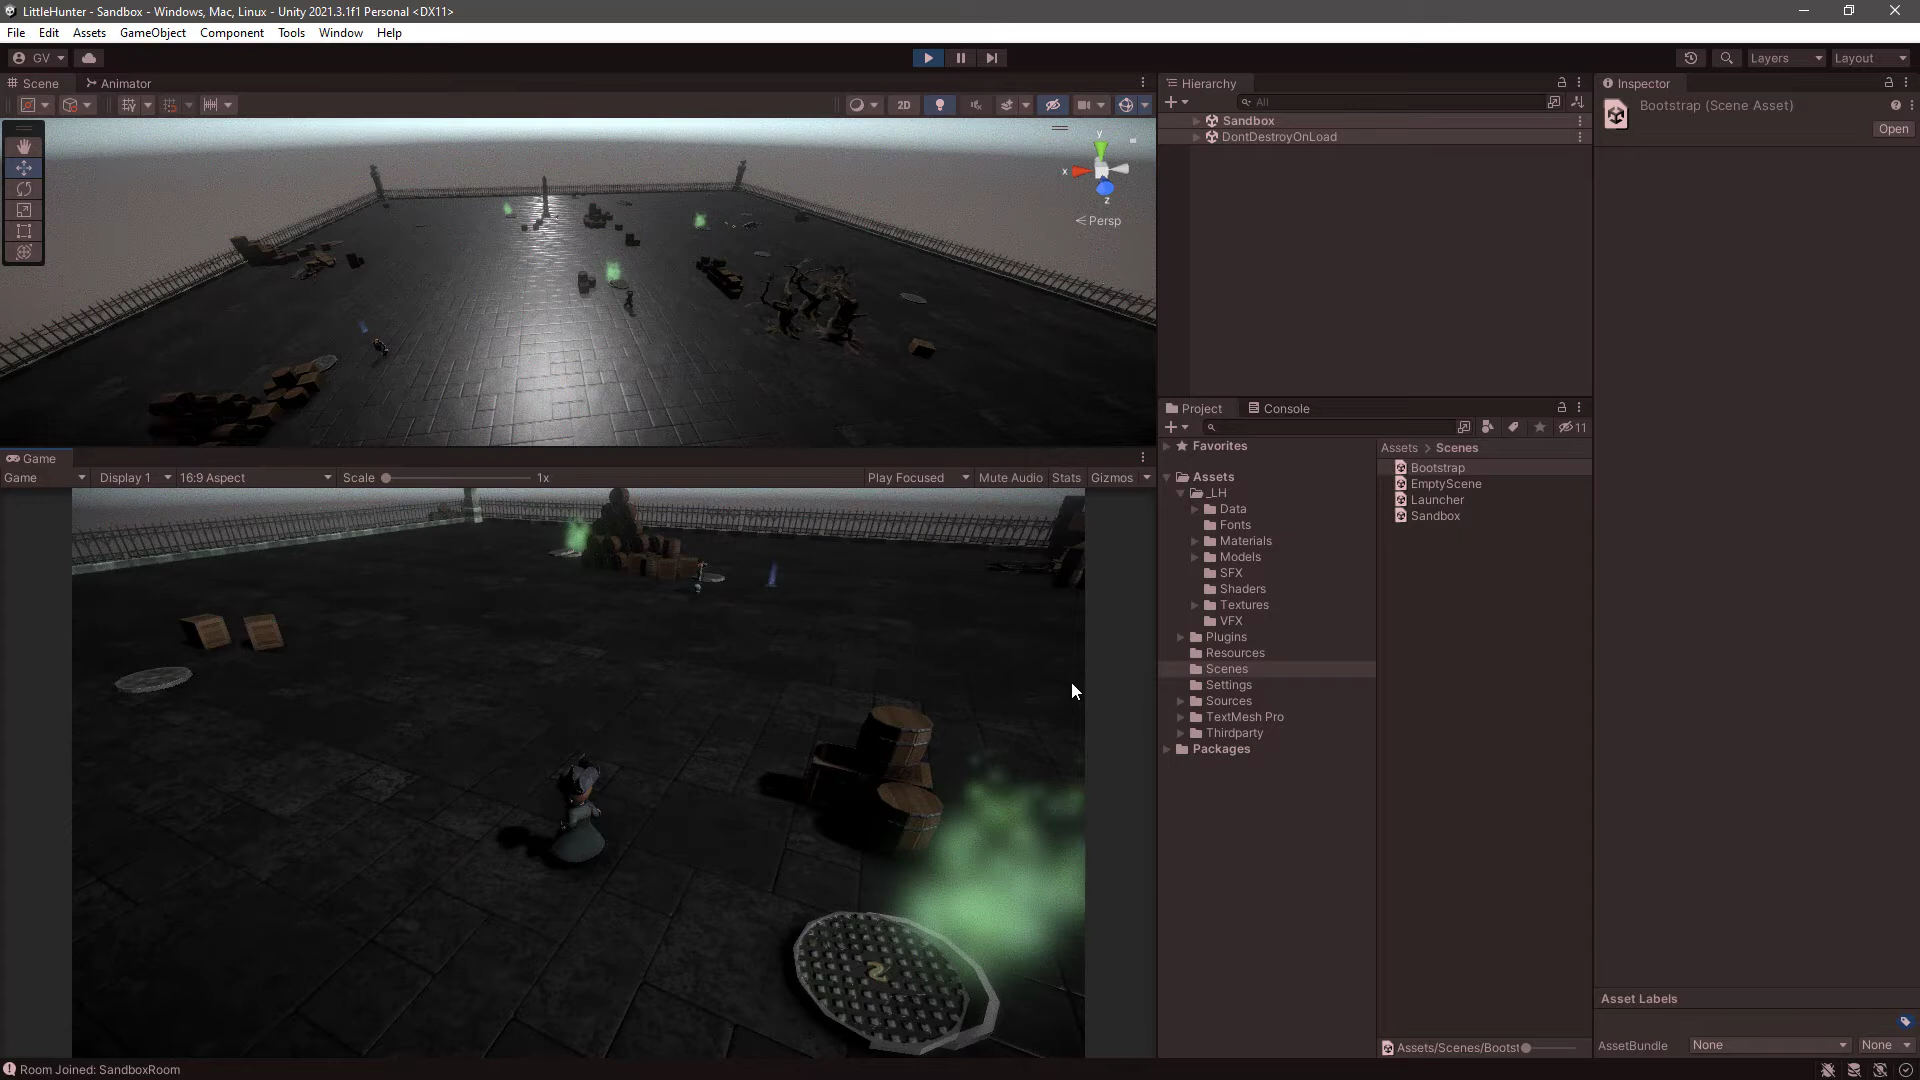 LittleHunter - Sandbox - Windows, Mac, Linux - Unity 2021.3.1f1 Personal <DX11>
File Edit Assets GameObject Component Tools Window Help
GV
Layers Layout
Scene Animator
2D
y
x
z
Persp
Game
Game Display 1 16:9 Aspect Scale 1x Play Focused Mute Audio Stats Gizmos
Hierarchy
All
Sandbox
DontDestroyOnLoad
Project Console
11
Favorites
Assets
_LH
Data
Fonts
Materials
Models
SFX
Shaders
Textures
VFX
Plugins
Resources
Scenes
Settings
Sources
TextMesh Pro
Thirdparty
Packages
Assets > Scenes
Bootstrap
EmptyScene
Launcher
Sandbox
Assets/Scenes/Bootst
Inspector
Bootstrap (Scene Asset)
Open
Asset Labels
AssetBundle None None
Room Joined: SandboxRoom